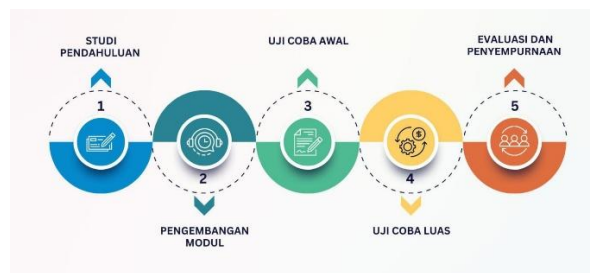 STUDI
PENDAHULUAN
1
2
PENGEMBANGAN
MODUL
UJI COBA AWAL
3
4
UJI COBA LUAS
EVALUASI DAN
PENYEMPURNAAN
5
$